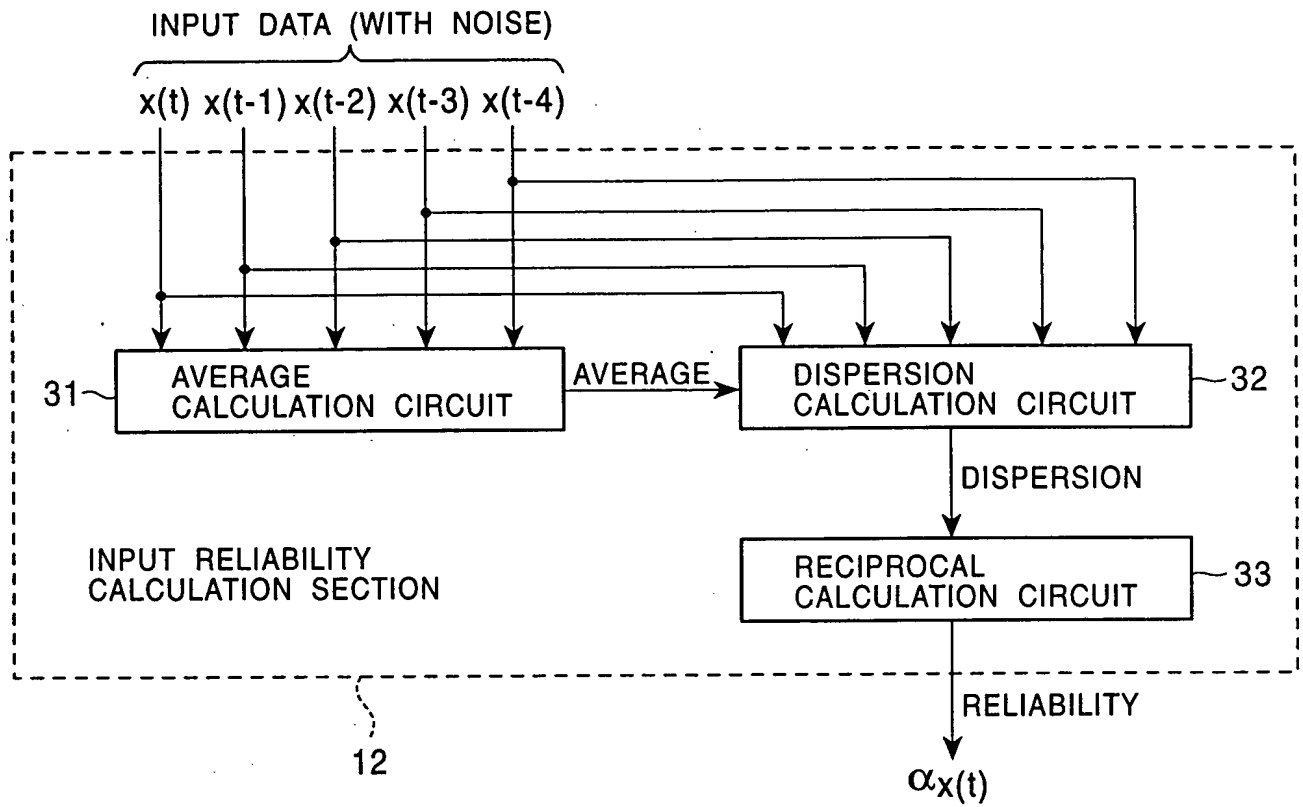 INPUT DATA (WITH NOISE)
x(t) x(t-1) x(t-2) x(t-3) x(t-4)
31
AVERAGE
CALCULATION CIRCUIT
AVERAGE
DISPERSION
CALCULATION CIRCUIT
32
DISPERSION
INPUT RELIABILITY
CALCULATION SECTION
RECIPROCAL
CALCULATION CIRCUIT
33
RELIABILITY
12
αx(t)